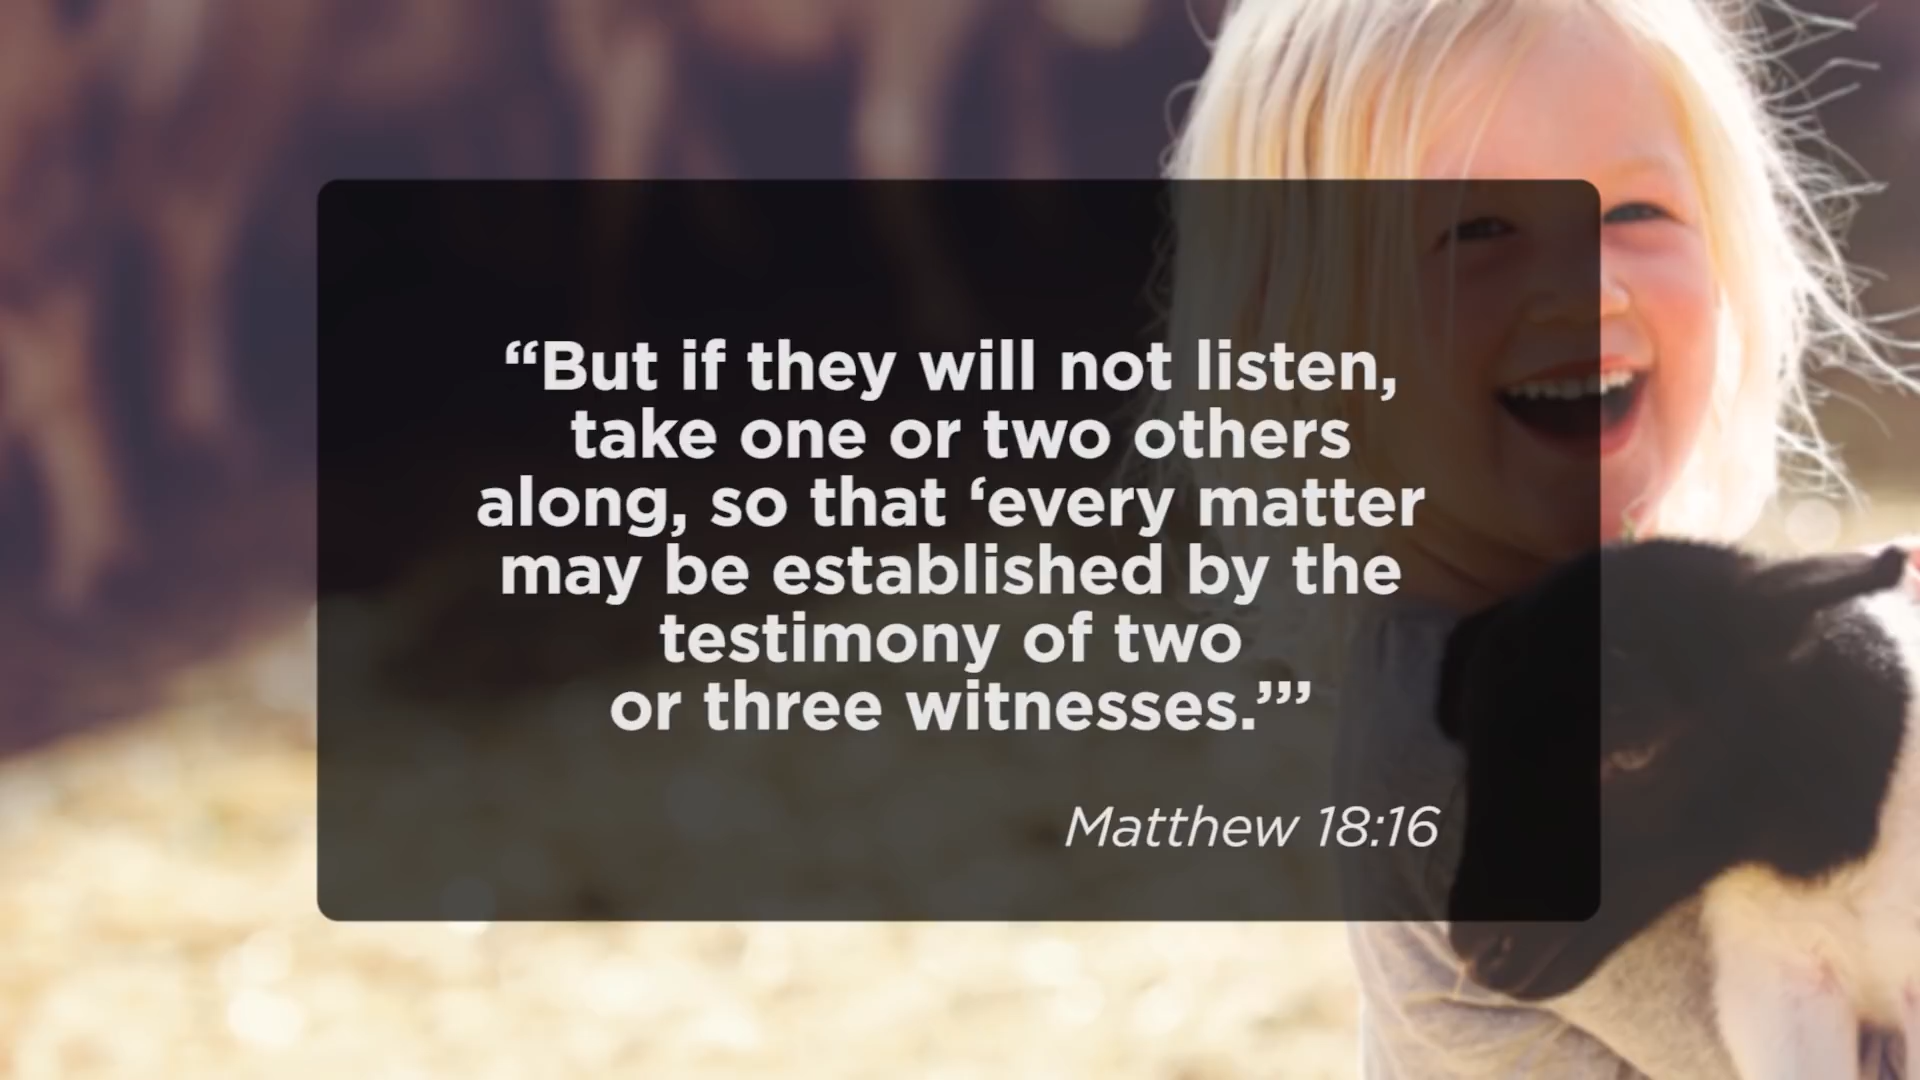 “But if they will not listen,
take one or two others
along, so that ‘every matter
may be established by the
testimony of two
or three witnesses.’”’
Matthew 18:16